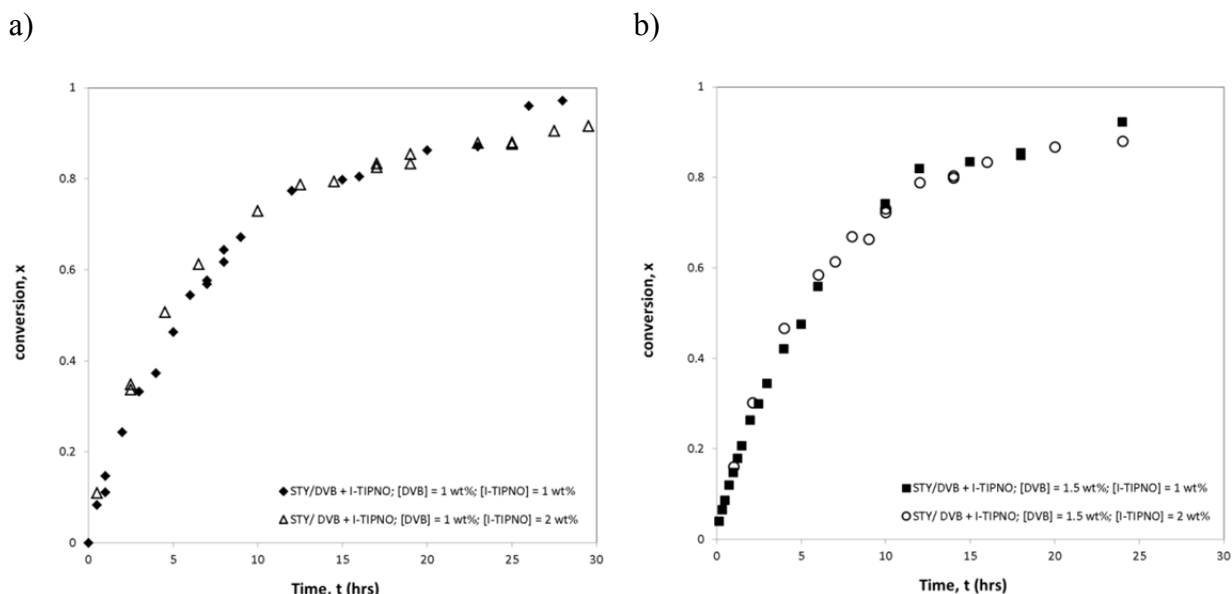 a)
1
0.8
0.6
0.4
0.2
0
0
5
10
15
20
25
30
conversion, x
Time, t (hrs)
STY/DVB + I-TIPNO; [DVB] = 1 wt%; [I-TIPNO] = 1 wt%
STY/ DVB + I-TIPNO; [DVB] = 1 wt%; [I-TIPNO] = 2 wt%
b)
1
0.8
0.6
0.4
0.2
0
0
5
10
15
20
25
30
conversion, x
Time, t (hrs)
STY/DVB + I-TIPNO; [DVB] = 1.5 wt%; [I-TIPNO] = 1 wt%
STY/ DVB + I-TIPNO; [DVB] = 1.5 wt%; [I-TIPNO] = 2 wt%